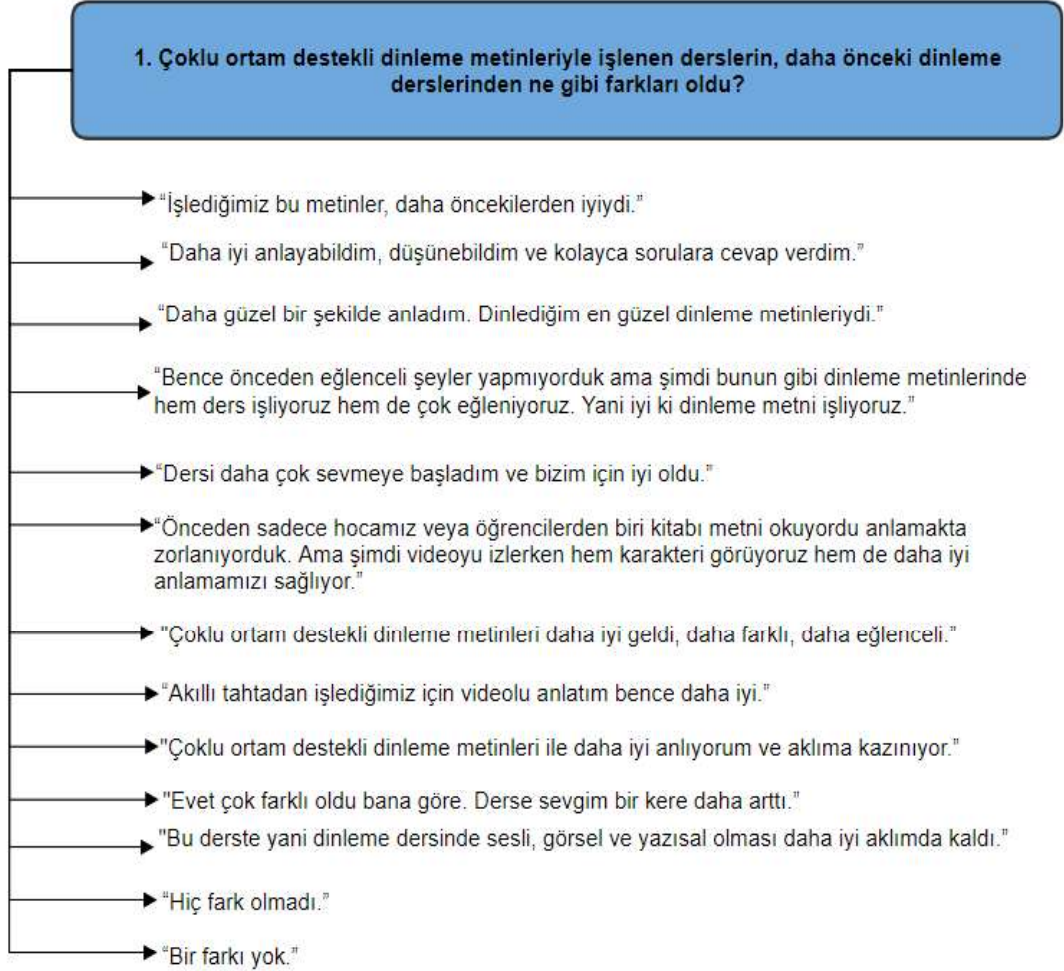 1. Çoklu ortam destekli dinleme metinleriyle işlenen derslerin, daha önceki dinleme
derslerinden ne gibi farkları oldu?
“İşlediğimiz bu metinler, daha öncekilerden iyiydi.”
“Daha iyi anlayabildim, düşünebildim ve kolayca sorulara cevap verdim.”
“Daha güzel bir şekilde anladım. Dinlediğim en güzel dinleme metinleriydi.”
“Bence önceden eğlenceli şeyler yapmıyorduk ama şimdi bunun gibi dinleme metinlerinde
hem ders işliyoruz hem de çok eğleniyoruz. Yani iyi ki dinleme metni işliyoruz.”
“Dersi daha çok sevmeye başladım ve bizim için iyi oldu.”
“Önceden sadece hocamız veya öğrencilerden biri kitabı metni okuyordu anlamakta
zorlanıyorduk. Ama şimdi videoyu izlerken hem karakteri görüyoruz hem de daha iyi
anlamamızı sağlıyor.”
"Çoklu ortam destekli dinleme metinleri daha iyi geldi, daha farklı, daha eğlenceli.”
“Akıllı tahtadan işlediğimiz için videolu anlatım bence daha iyi.”
"Çoklu ortam destekli dinleme metinleri ile daha iyi anlıyorum ve aklıma kazınıyor.”
"Evet çok farklı oldu bana göre. Derse sevgim bir kere daha arttı.”
"Bu derste yani dinleme dersinde sesli, görsel ve yazısal olması daha iyi aklımda kaldı.”
“Hiç fark olmadı.”
“Bir farkı yok.”